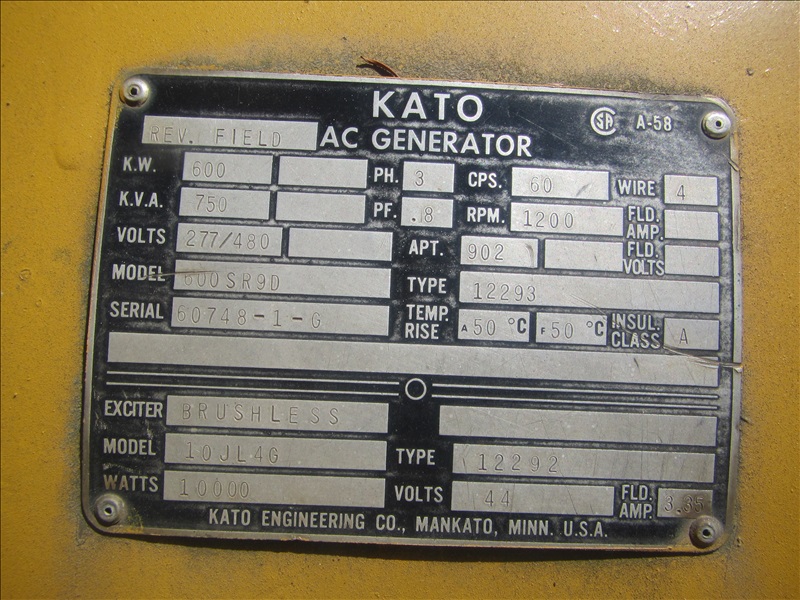 KATO
SA A-58
REV. FIELD AC GENERATOR
K.W. 600 PH. 3 CPS. 60 WIRE 4
K.V.A. 750 PF. .8 RPM. 1200 FLD. AMP.
VOLTS 277/480 APT. 902 FLD. VOLTS
MODEL 600SR9D TYPE 12293
SERIAL 60748-1-G TEMP. RISE A 50 °C F 50 °C INSUL. CLASS A
EXCITER BRUSHLESS
MODEL 10JL4G TYPE 12292
WATTS 10000 VOLTS 44 FLD. AMP. 3.35
KATO ENGINEERING CO., MANKATO, MINN. U.S.A.